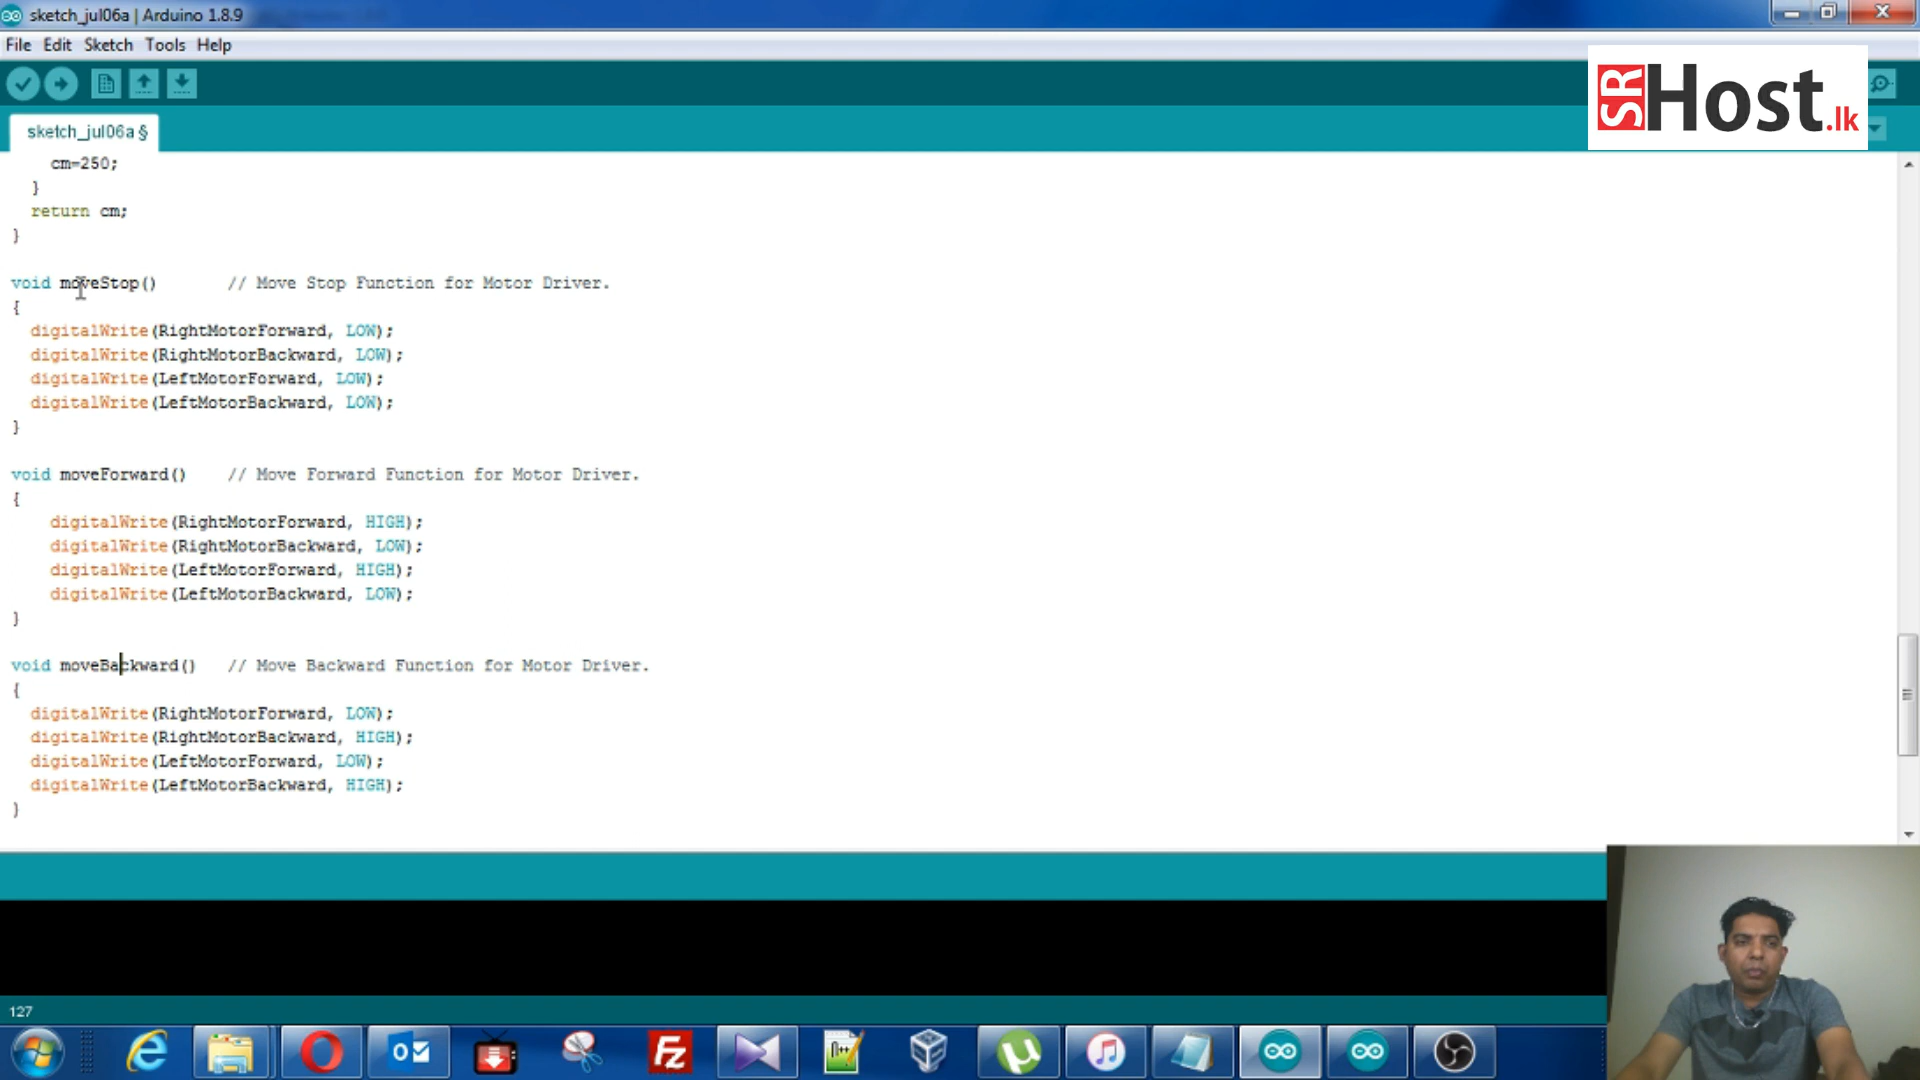 sketch_jul06a | Arduino 1.8.9
File Edit Sketch Tools Help
SR Host.lk
sketch_jul06a §
cm=250;
}
return cm;
}
void moveStop() // Move Stop Function for Motor Driver.
{
digitalWrite(RightMotorForward, LOW);
digitalWrite(RightMotorBackward, LOW);
digitalWrite(LeftMotorForward, LOW);
digitalWrite(LeftMotorBackward, LOW);
}
void moveForward() // Move Forward Function for Motor Driver.
{
digitalWrite(RightMotorForward, HIGH);
digitalWrite(RightMotorBackward, LOW);
digitalWrite(LeftMotorForward, HIGH);
digitalWrite(LeftMotorBackward, LOW);
}
void moveBackward() // Move Backward Function for Motor Driver.
{
digitalWrite(RightMotorForward, LOW);
digitalWrite(RightMotorBackward, HIGH);
digitalWrite(LeftMotorForward, LOW);
digitalWrite(LeftMotorBackward, HIGH);
}
127